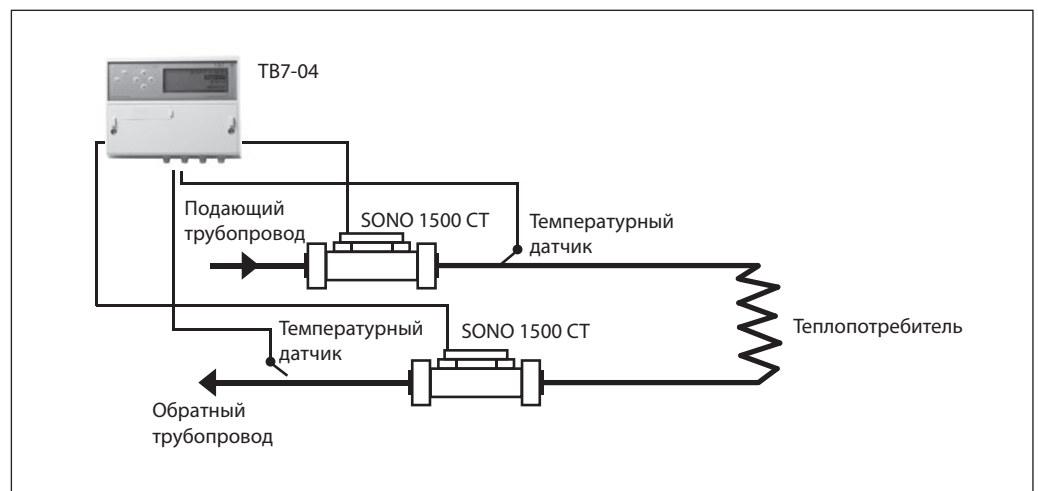 ТВ7-04
Подающий
трубопровод
SONO 1500 CT
Температурный
датчик
Температурный
датчик
SONO 1500 CT
Теплопотребитель
Обратный
трубопровод